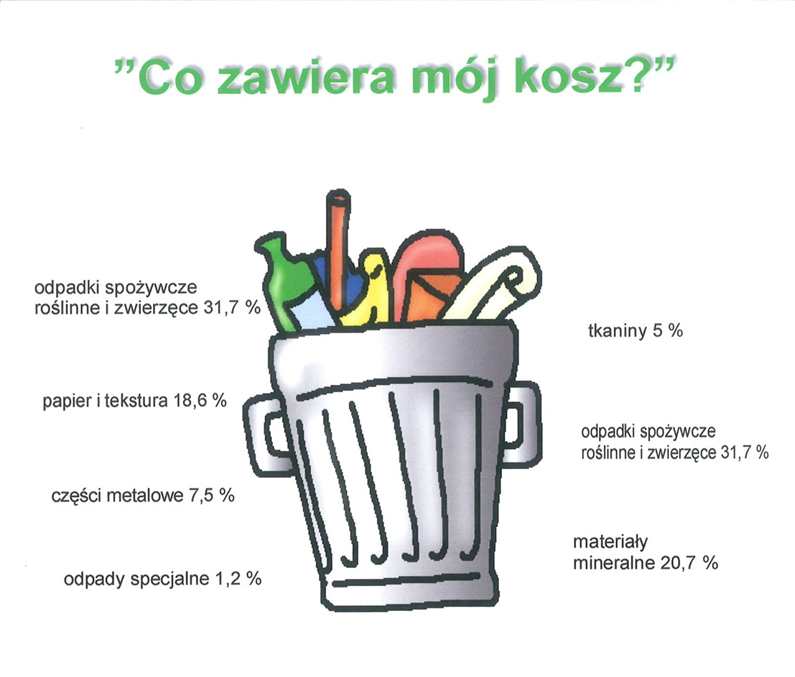 ”Co zawiera mój kosz?”
odpadki spożywcze
roślinne i zwierzęce 31,7 %
papier i tekstura 18,6 %
części metalowe 7,5 %
odpady specjalne 1,2 %
tkaniny 5 %
odpadki spożywcze
roślinne i zwierzęce 31,7 %
materiały
mineralne 20,7 %